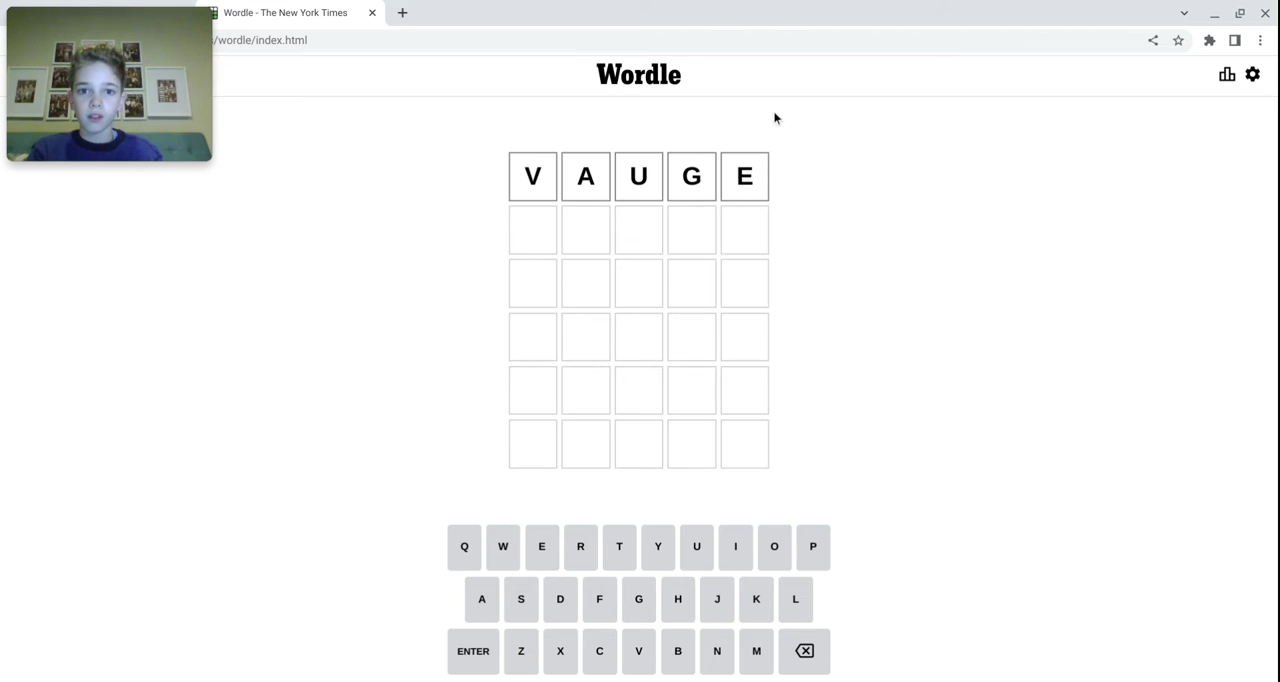 Wordle - The New York Times
s/wordle/index.html
Wordle
V A U G E
Q W E R T Y U I O P
A S D F G H J K L
ENTER Z X C V B N M